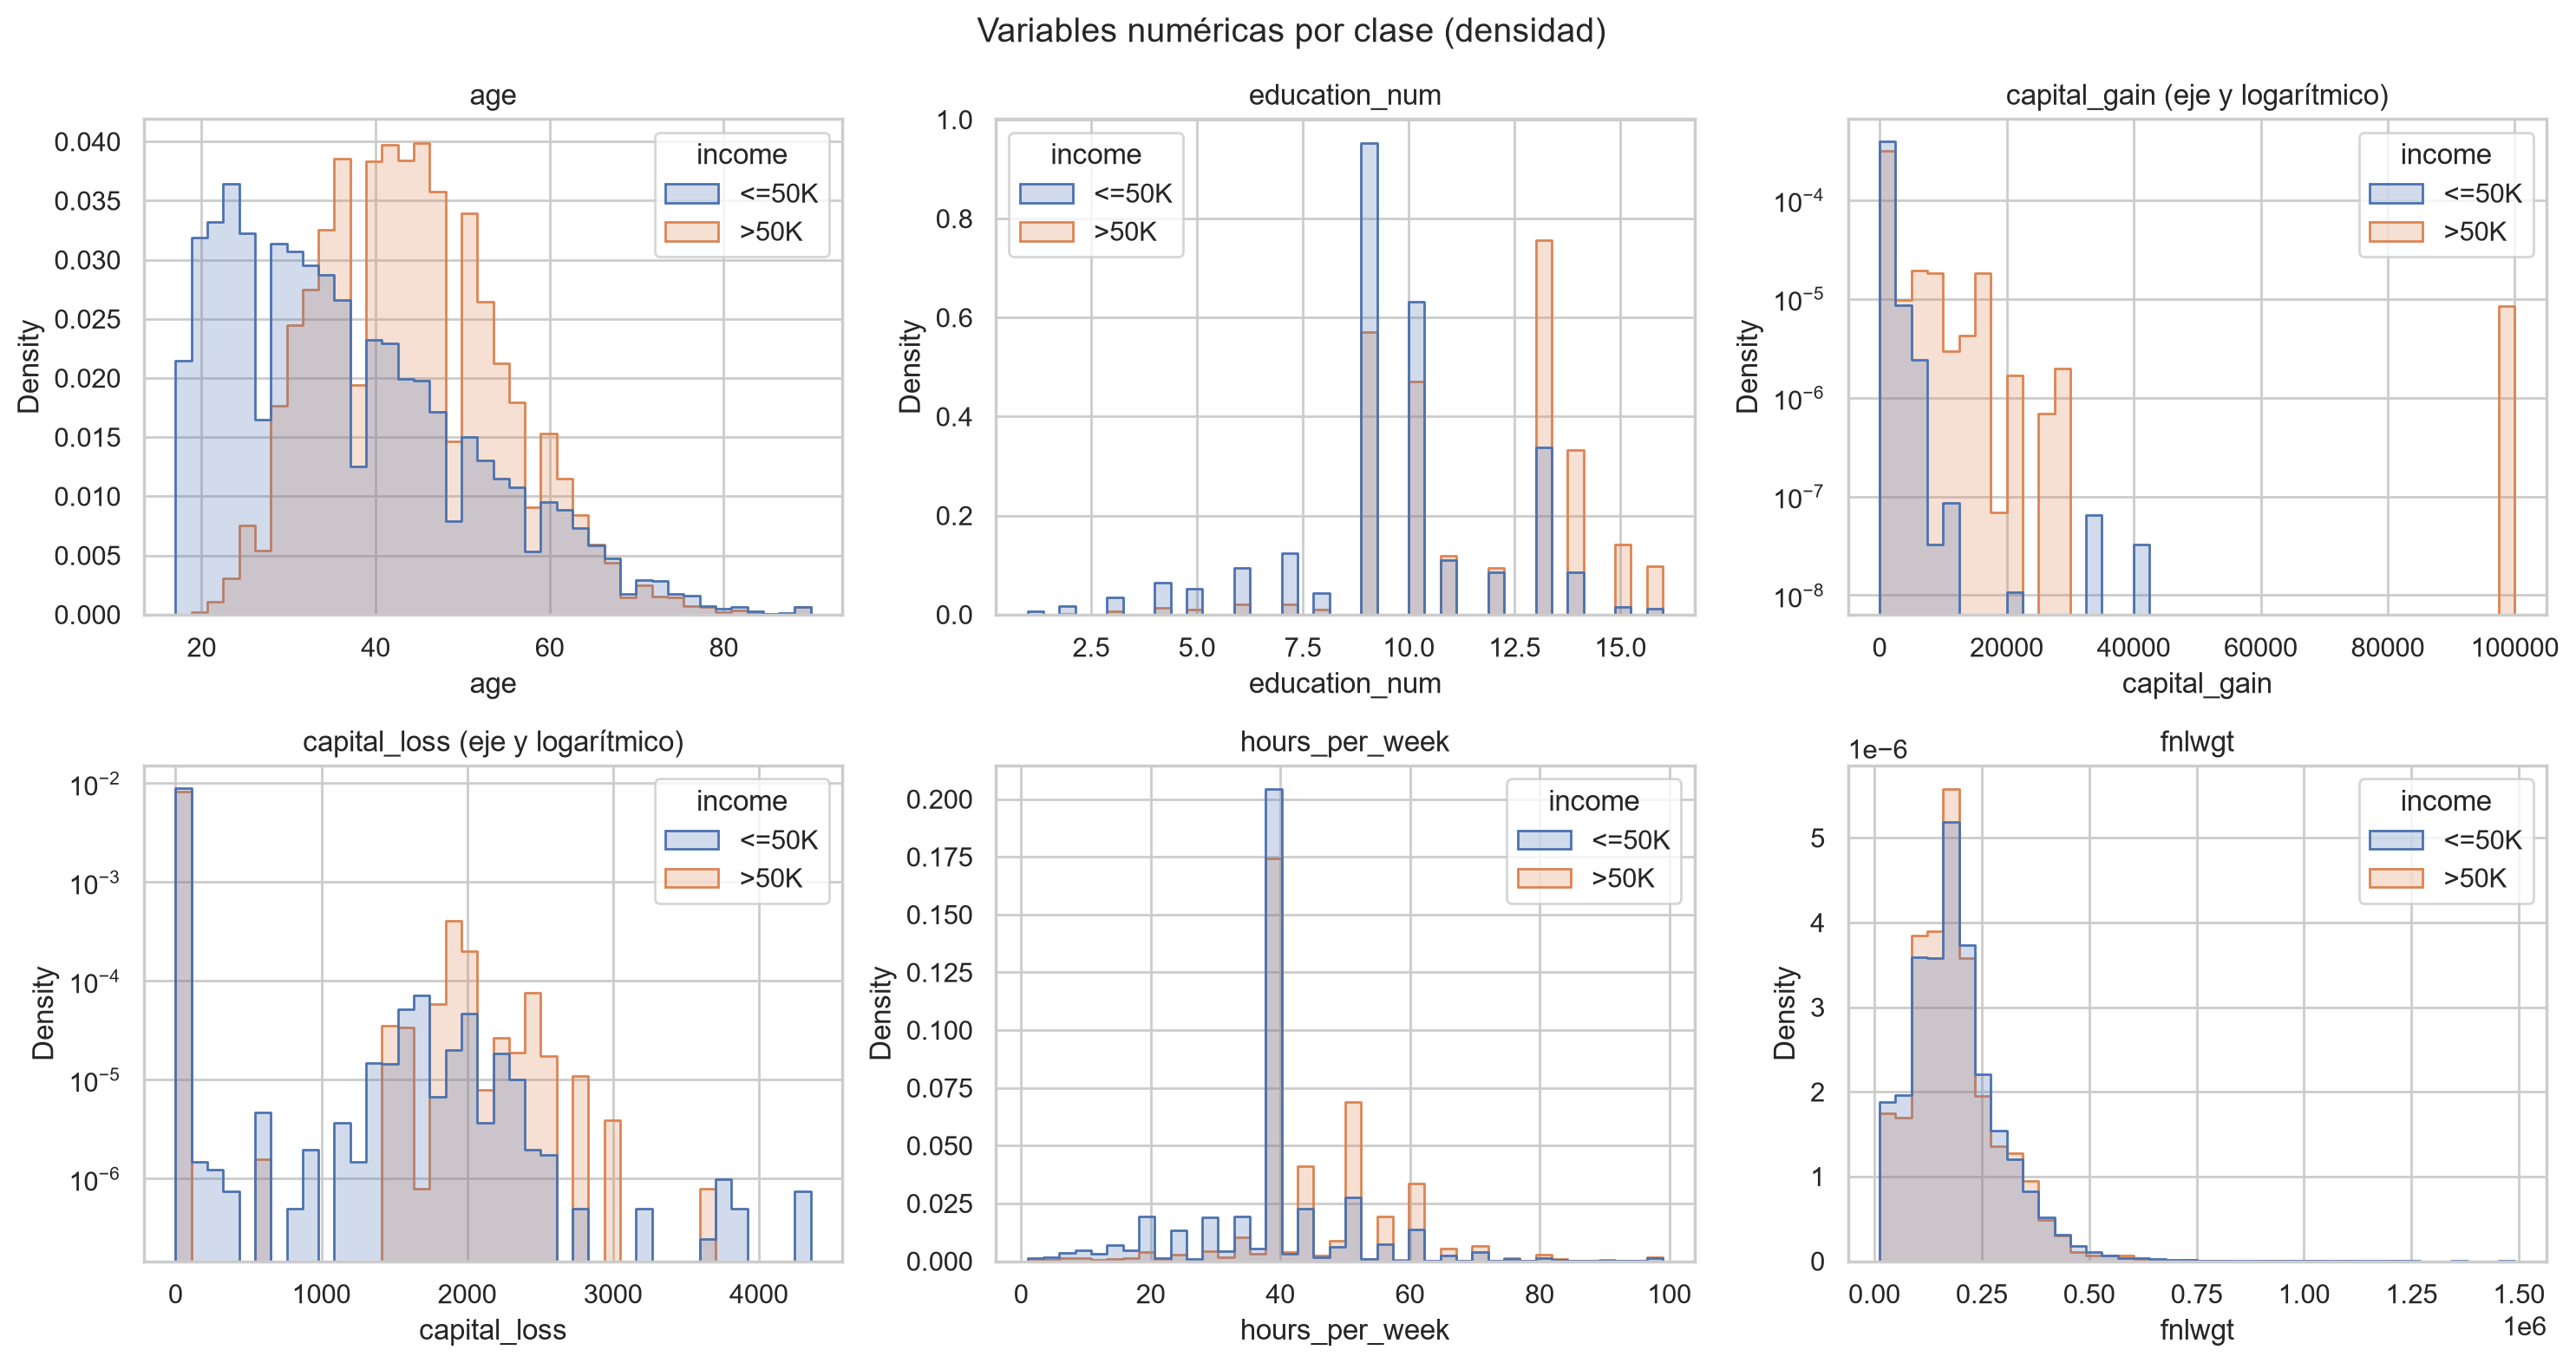 Variables numéricas por clase (densidad)
age
income
<=50K
>50K
0.040
0.035
0.030
0.025
0.020
0.015
0.010
0.005
0.000
Density
20 40 60 80
age
education_num
income
<=50K
>50K
1.0
0.8
0.6
0.4
0.2
0.0
Density
2.5 5.0 7.5 10.0 12.5 15.0
education_num
capital_gain (eje y logarítmico)
income
<=50K
>50K
10⁻⁴
10⁻⁵
10⁻⁶
10⁻⁷
10⁻⁸
Density
0 20000 40000 60000 80000 100000
capital_gain
capital_loss (eje y logarítmico)
income
<=50K
>50K
10⁻²
10⁻³
10⁻⁴
10⁻⁵
10⁻⁶
Density
0 1000 2000 3000 4000
capital_loss
hours_per_week
income
<=50K
>50K
0.200
0.175
0.150
0.125
0.100
0.075
0.050
0.025
0.000
Density
0 20 40 60 80 100
hours_per_week
fnlwgt
1e−6
income
<=50K
>50K
5
4
3
2
1
0
Density
0.00 0.25 0.50 0.75 1.00 1.25 1.50
1e6
fnlwgt